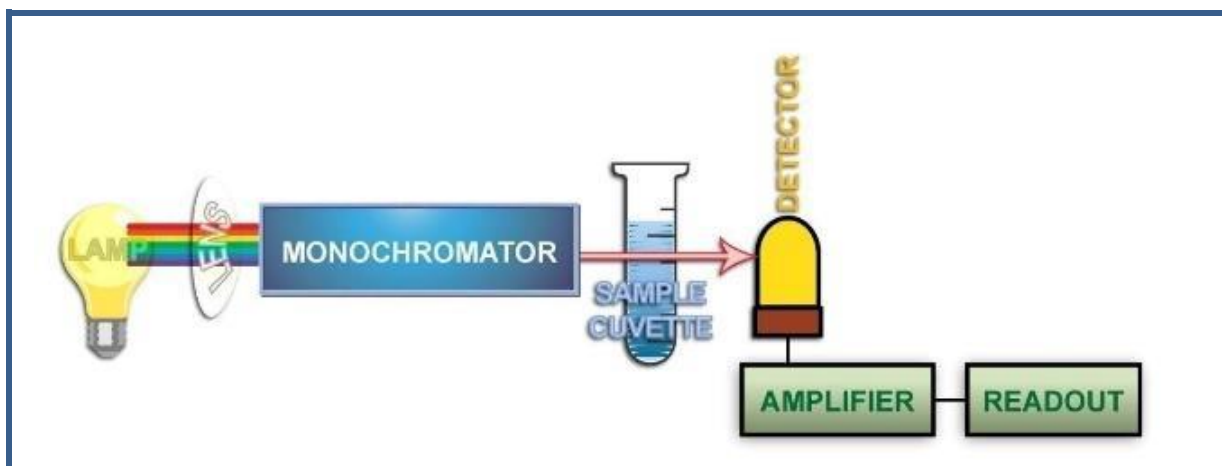 LAMP
LENS
MONOCHROMATOR
SAMPLE
CUVETTE
DETECTOR
AMPLIFIER
READOUT